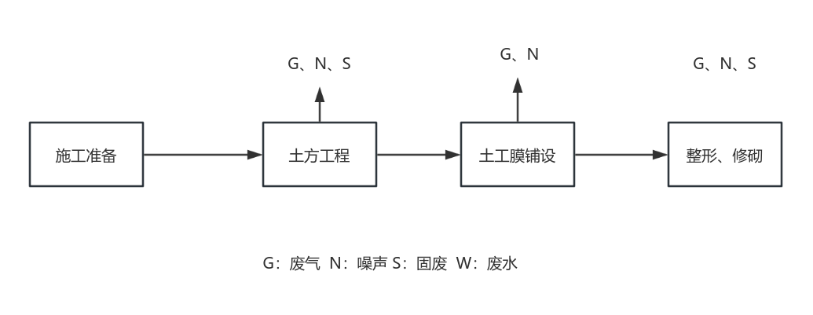 G、N、S
G、N
G、N、S
施工准备
土方工程
土工膜铺设
整形、修砌
G：废气 N：噪声 S：固废 W：废水